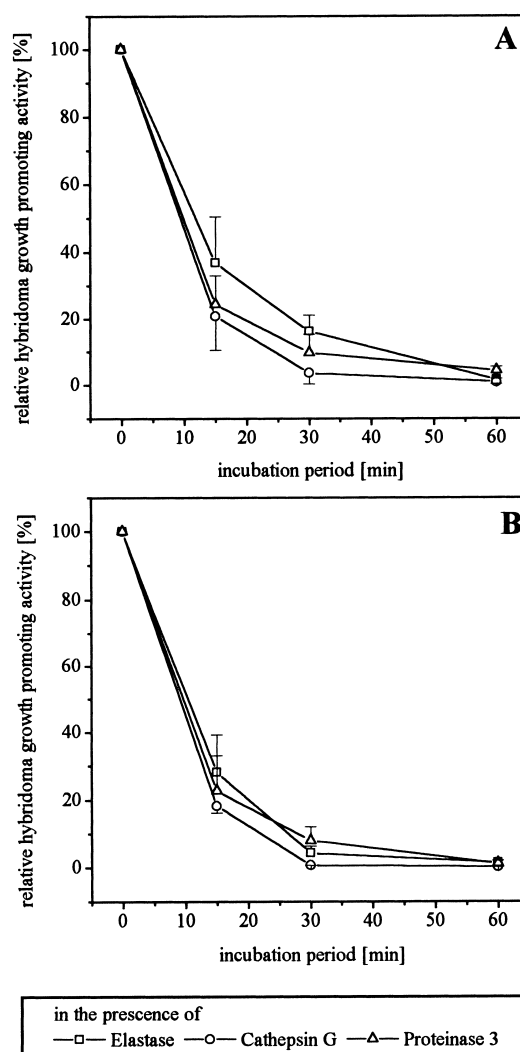 A
relative hybridoma growth promoting activity [%]
100
80
60
40
20
0
0 10 20 30 40 50 60
incubation period [min]
B
relative hybridoma growth promoting activity [%]
100
80
60
40
20
0
0 10 20 30 40 50 60
incubation period [min]
in the prescence of
Elastase Cathepsin G Proteinase 3